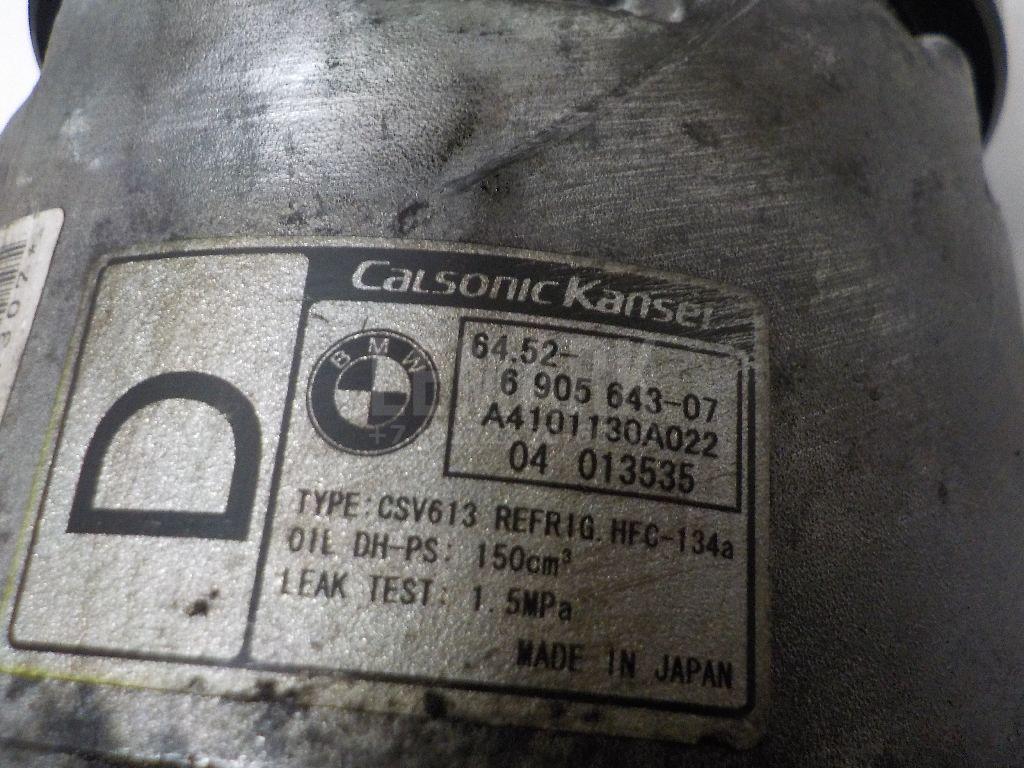 Calsonic Kansei
BMW
64.52-
6 905 643-07
A4101130A022
04 013535
D
TYPE:CSV613 REFRIG.HFC-134a
OIL DH-PS: 150cm³
LEAK TEST: 1.5MPa
MADE IN JAPAN
307*